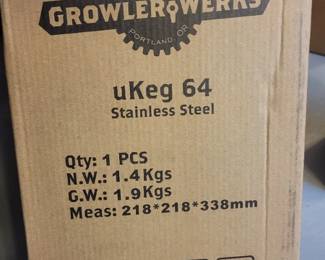 GROWLERWERKS
PORTLAND, OR
uKeg 64
Stainless Steel
Qty: 1 PCS
N.W.: 1.4Kgs
G.W.: 1.9Kgs
Meas: 218*218*338mm